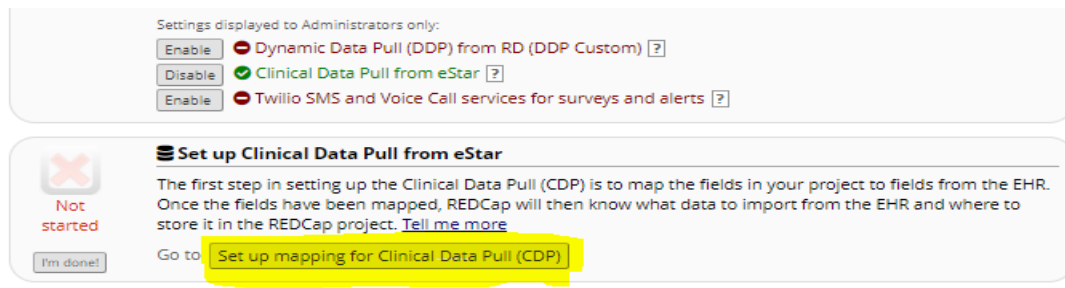 Settings displayed to Administrators only:
Enable Dynamic Data Pull (DDP) from RD (DDP Custom) ?
Disable Clinical Data Pull from eStar ?
Enable Twilio SMS and Voice Call services for surveys and alerts ?
Set up Clinical Data Pull from eStar
The first step in setting up the Clinical Data Pull (CDP) is to map the fields in your project to fields from the EHR.
Once the fields have been mapped, REDCap will then know what data to import from the EHR and where to
store it in the REDCap project. Tell me more
Not
started
Go to Set up mapping for Clinical Data Pull (CDP)
I'm done!